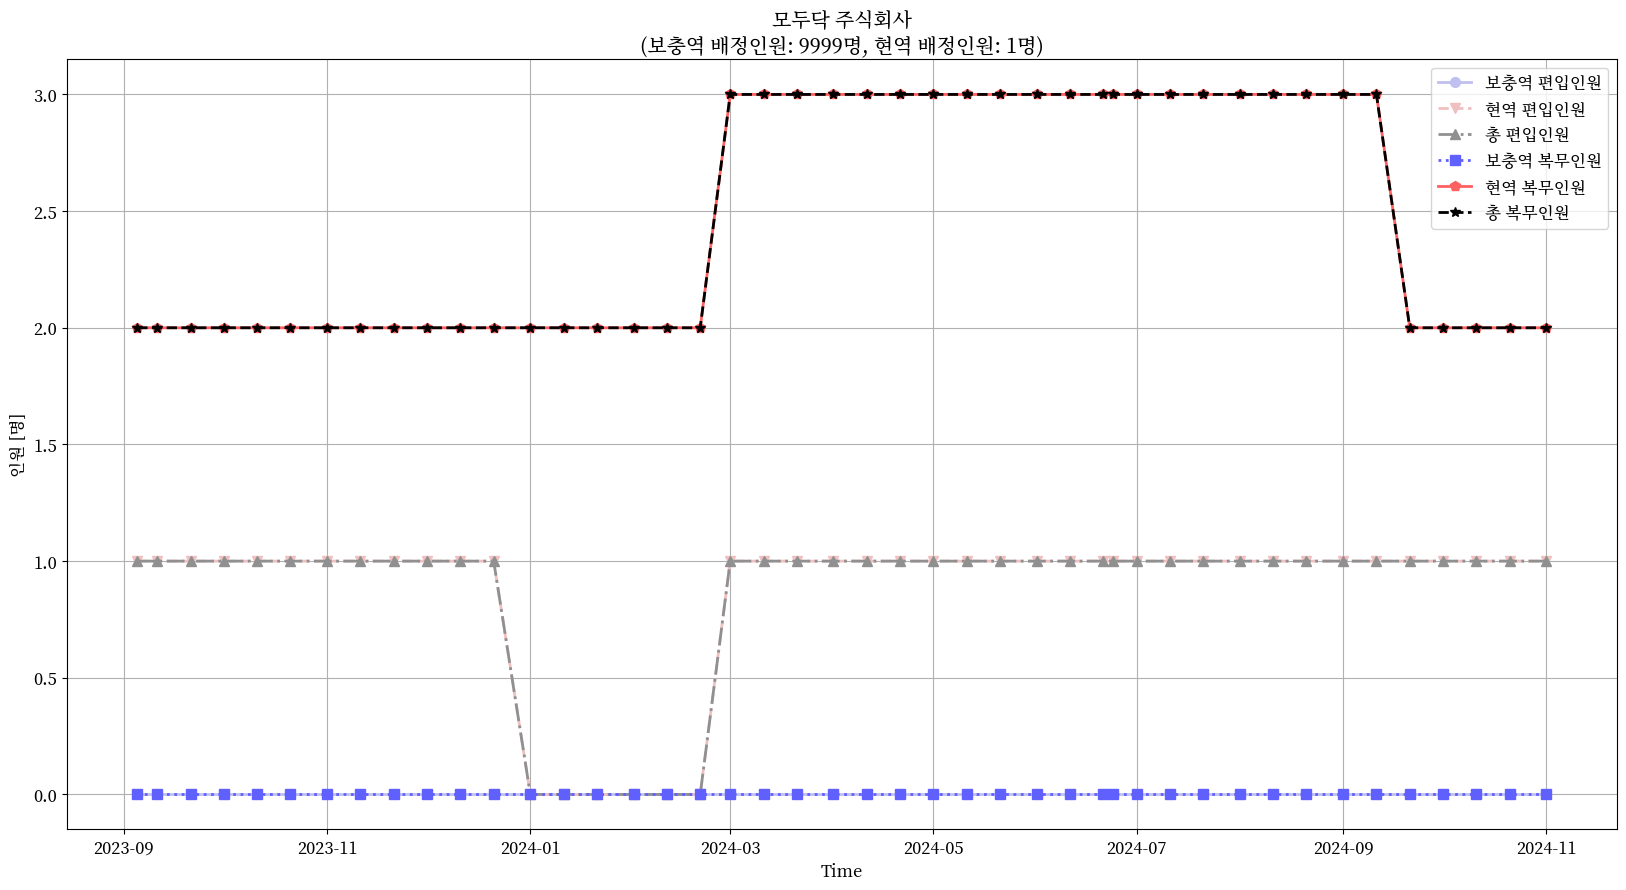 모두닥 주식회사
(보충역 배정인원: 9999명, 현역 배정인원: 1명)
보충역 편입인원
현역 편입인원
총 편입인원
보충역 복무인원
현역 복무인원
총 복무인원
3.0
2.5
2.0
1.5
1.0
0.5
0.0
인원 [명]
2023-09
2023-11
2024-01
2024-03
2024-05
2024-07
2024-09
2024-11
Time